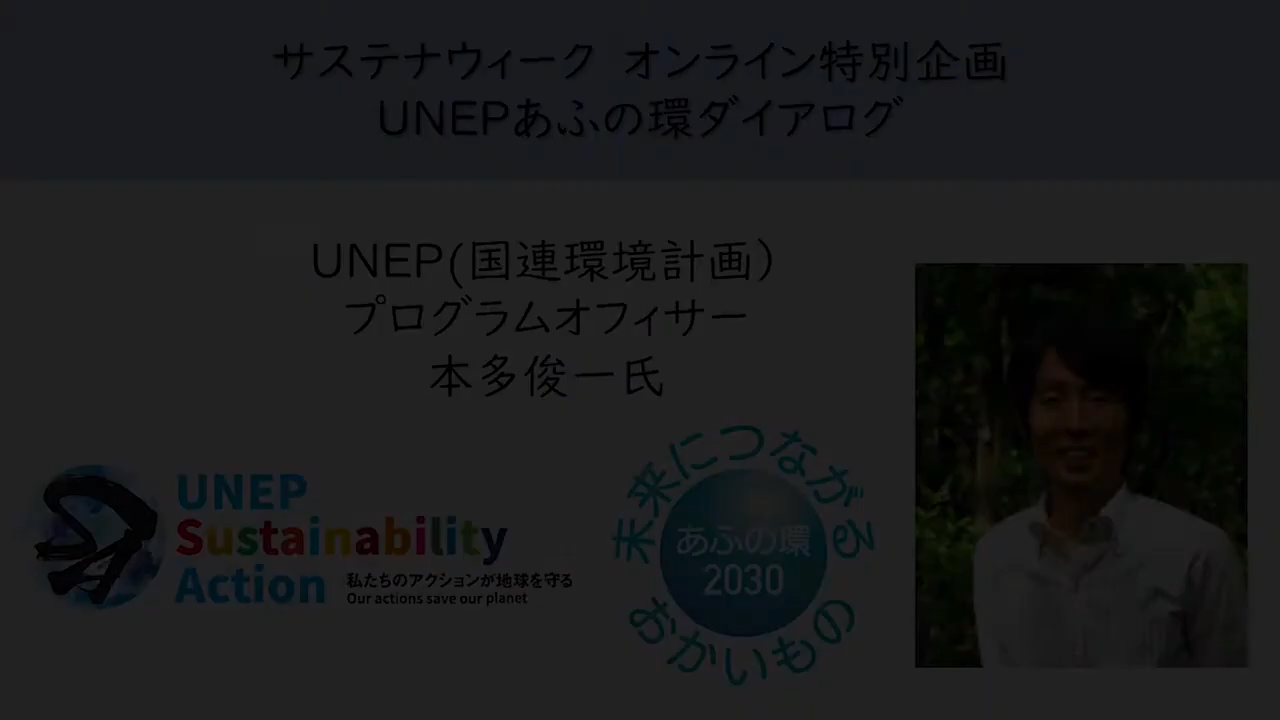 サステナウィーク オンライン特別企画
UNEPあふの環ダイアログ
UNEP(国連環境計画)
プログラムオフィサー
本多俊一氏
UNEP
Sustainability
Action
私たちのアクションが地球を守る
Our actions save our planet
未来につながる
あふの環
2030
おかいもの